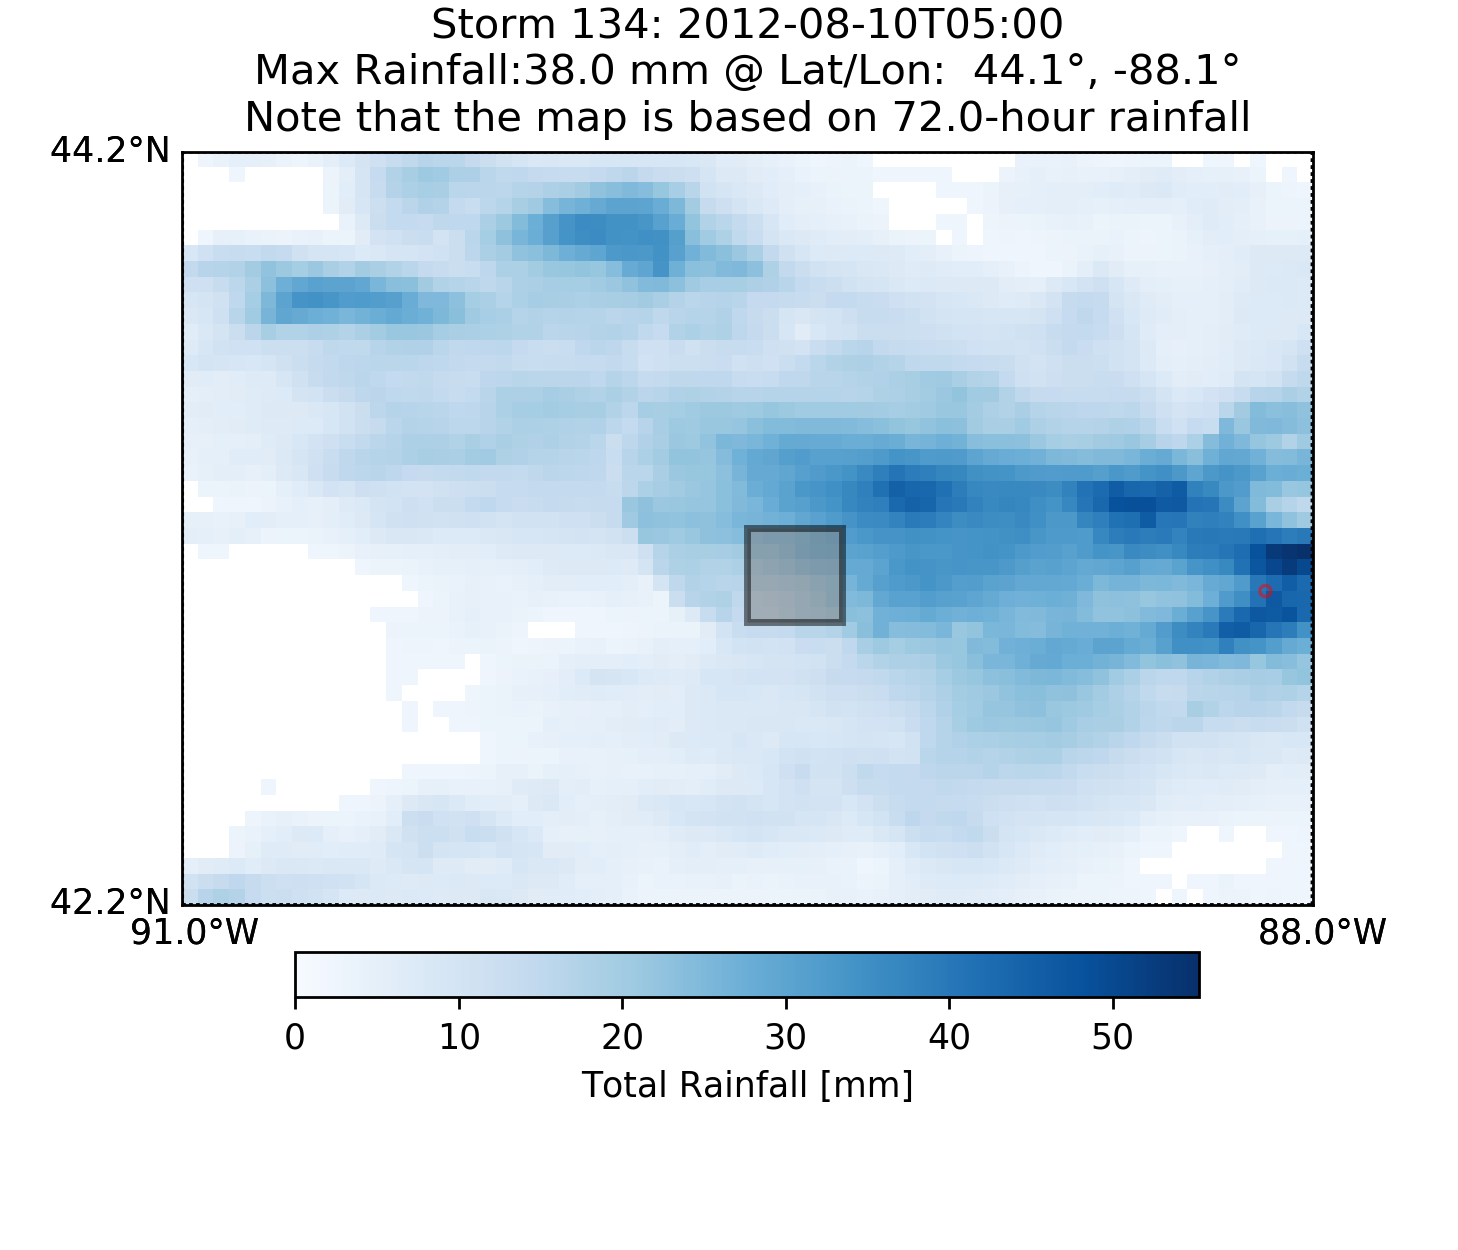 Storm 134: 2012-08-10T05:00
Max Rainfall:38.0 mm @ Lat/Lon:  44.1°, -88.1°
Note that the map is based on 72.0-hour rainfall
44.2°N
42.2°N
91.0°W 88.0°W
0 10 20 30 40 50
Total Rainfall [mm]